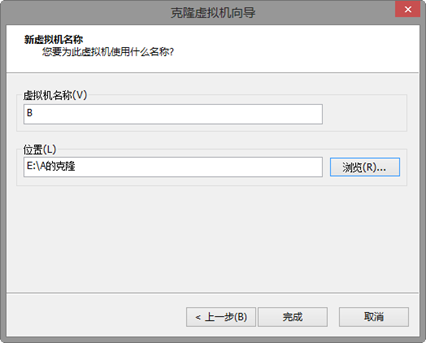 克隆虚拟机向导
新虚拟机名称
您要为此虚拟机使用什么名称?
虚拟机名称(V)
B
位置(L)
E:\A的克隆
浏览(R)...
< 上一步(B)
完成
取消